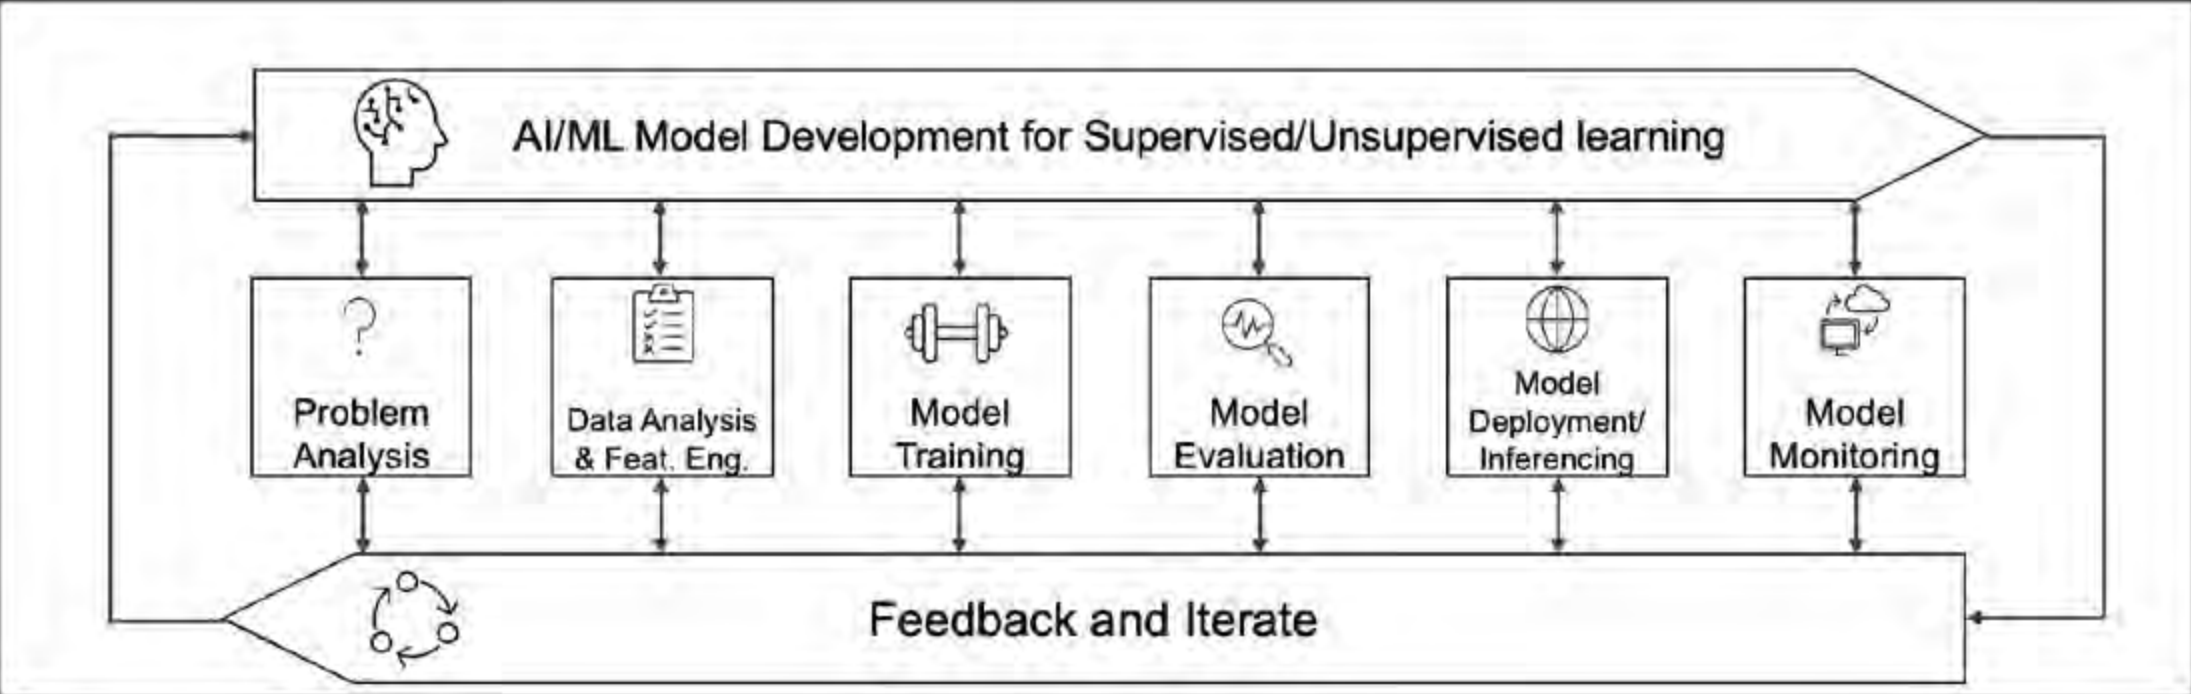 AI/ML Model Development for Supervised/Unsupervised learning
?
Problem
Analysis
Data Analysis
& Feat. Eng.
Model
Training
Model
Evaluation
Model
Deployment/
Inferencing
Model
Monitoring
Feedback and Iterate